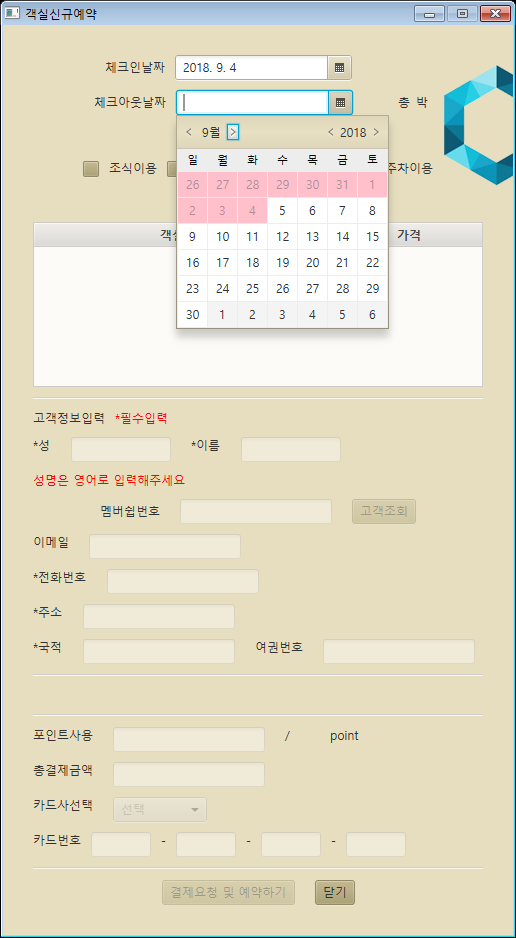 객실신규예약
체크인날짜 2018. 9. 4
체크아웃날짜 총 박
< 9월 > < 2018 >
일 월 화 수 목 금 토
26 27 28 29 30 31 1
2 3 4 5 6 7 8
9 10 11 12 13 14 15
16 17 18 19 20 21 22
23 24 25 26 27 28 29
30 1 2 3 4 5 6
조식이용 주차이용
가격
고객정보입력 *필수입력
*성 *이름
성명은 영어로 입력해주세요
멤버쉽번호 고객조회
이메일
*전화번호
*주소
*국적 여권번호
포인트사용 / point
총결제금액
카드사선택 선택
카드번호 - - -
결제요청 및 예약하기 닫기